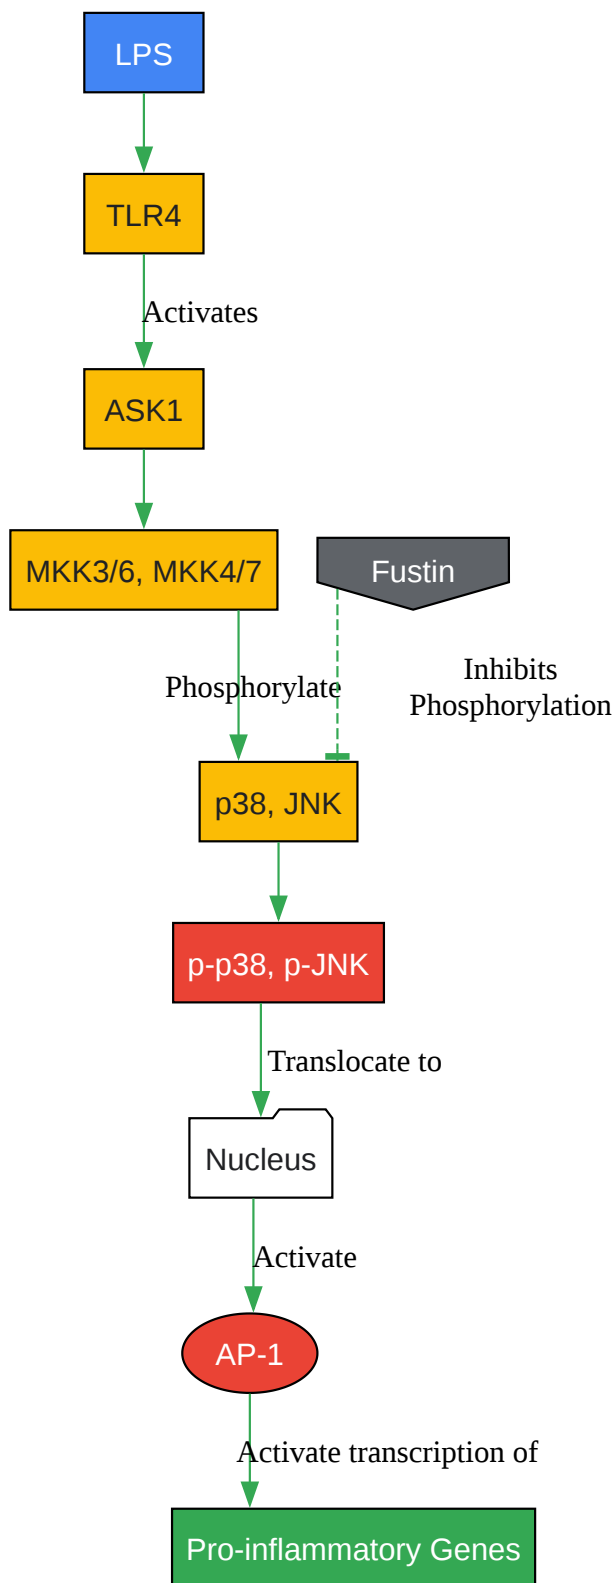 LPS
TLR4
Activates
ASK1
MKK3/6, MKK4/7
Fustin
Phosphorylate
Inhibits
Phosphorylation
p38, JNK
p-p38, p-JNK
Translocate to
Nucleus
Activate
AP-1
Activate transcription of
Pro-inflammatory Genes